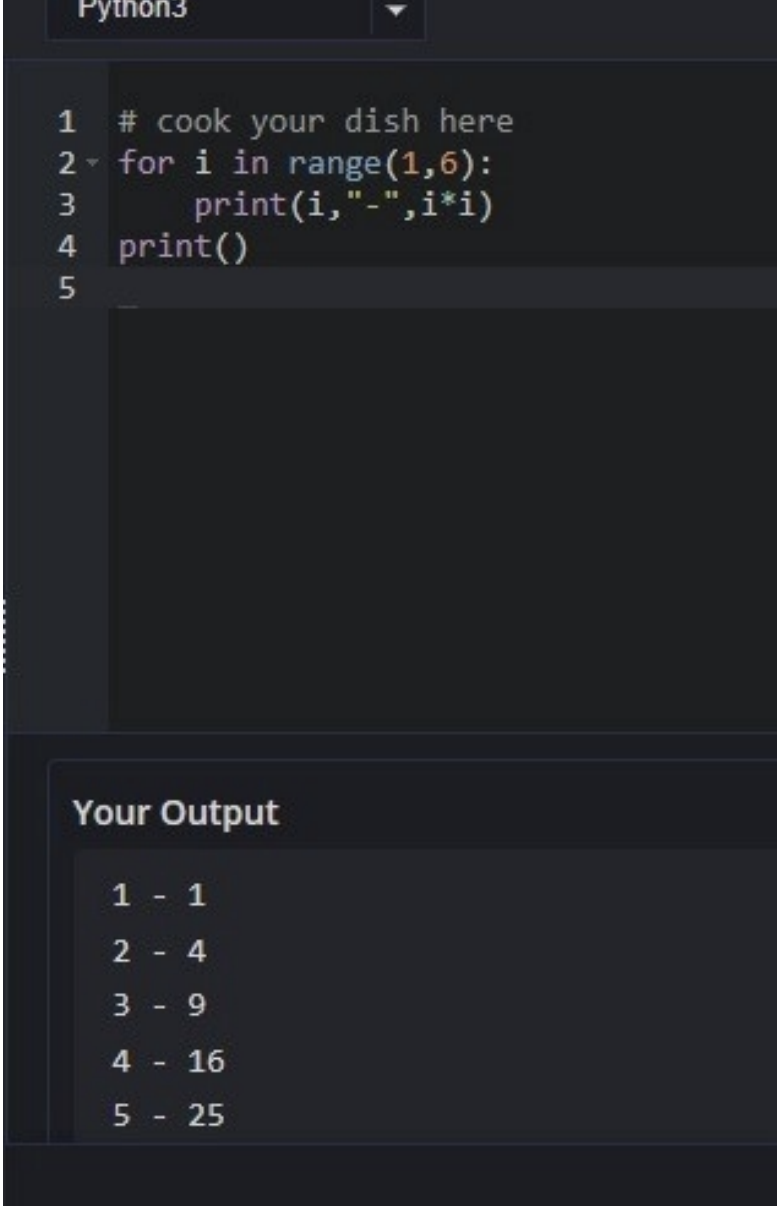 Python3
1 # cook your dish here
2 for i in range(1,6):
3     print(i,"-",i*i)
4 print()
5
Your Output
1 - 1
2 - 4
3 - 9
4 - 16
5 - 25